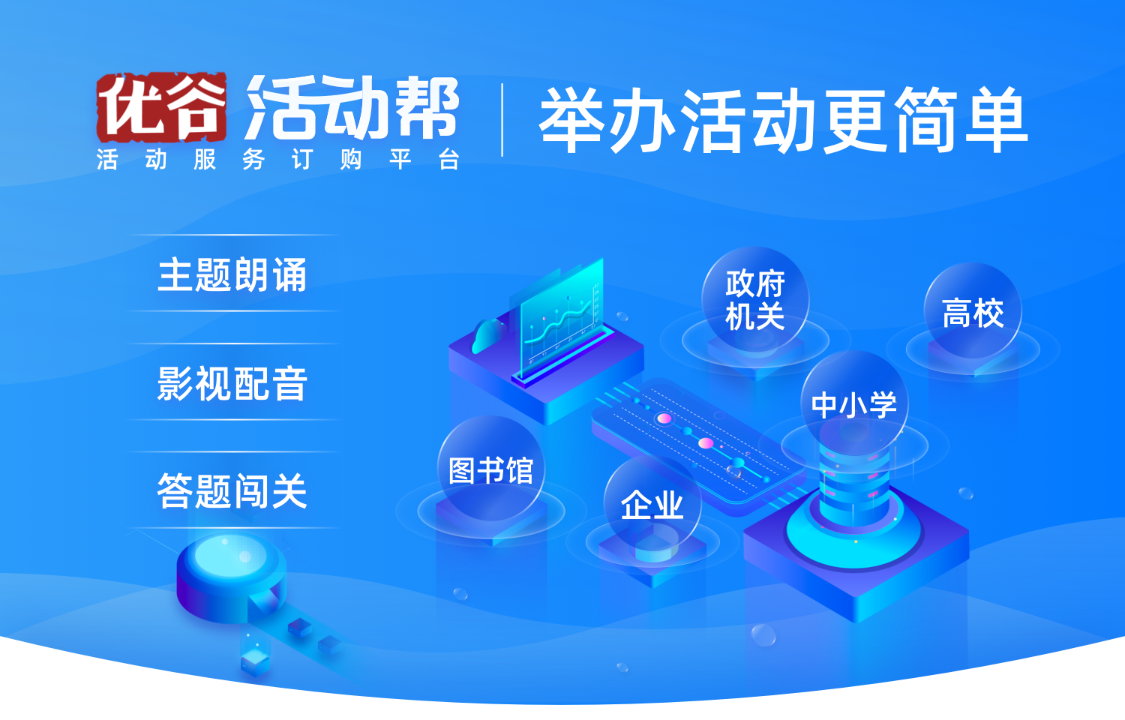 优谷 活动帮
活动服务订购平台
举办活动更简单
主题朗诵
影视配音
答题闯关
政府
机关
高校
中小学
图书馆
企业